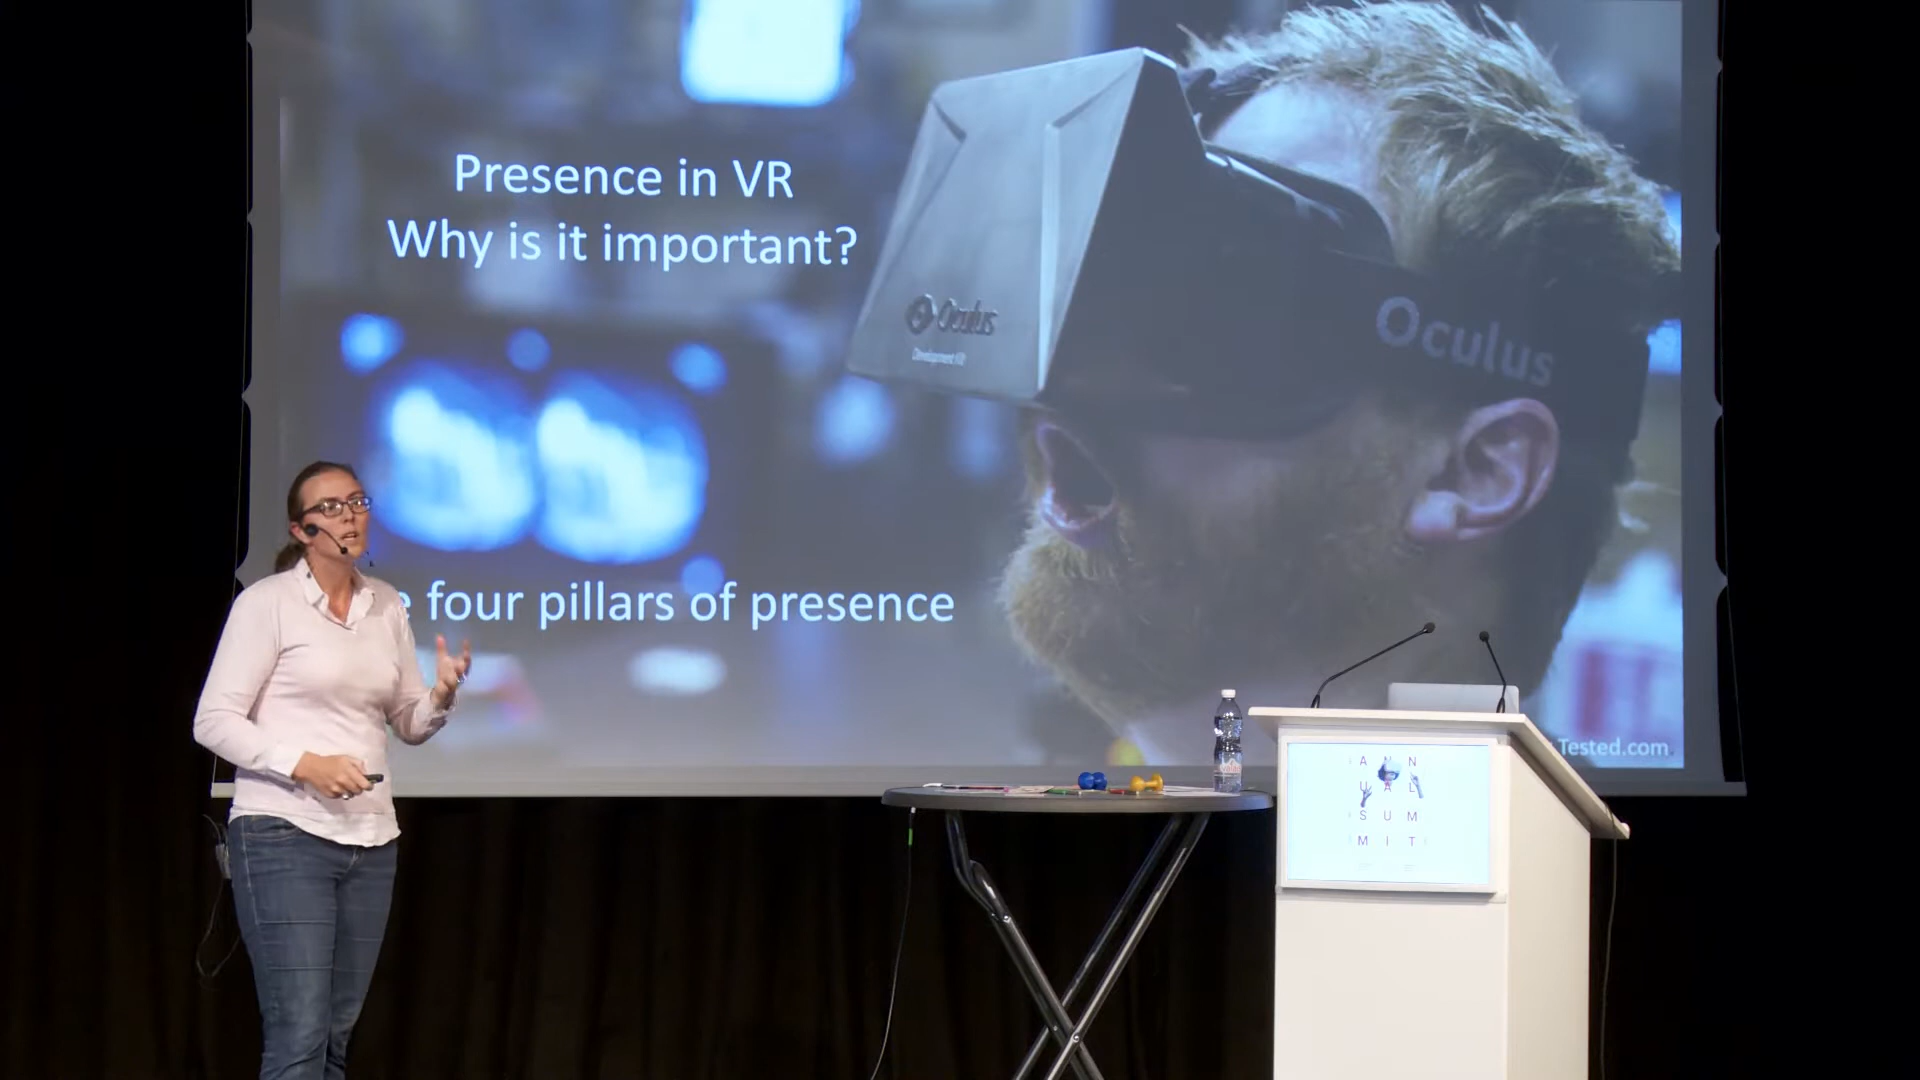 Presence in VR
Why is it important?
Oculus
Development Kit
Oculus
four pillars of presence
Tested.com
A N N
U A L
S U M
M I T